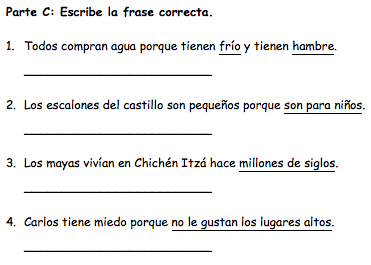 Parte C: Escribe la frase correcta.
1. Todos compran agua porque tienen frío y tienen hambre.
2. Los escalones del castillo son pequeños porque son para niños.
3. Los mayas vivían en Chichén Itzá hace millones de siglos.
4. Carlos tiene miedo porque no le gustan los lugares altos.